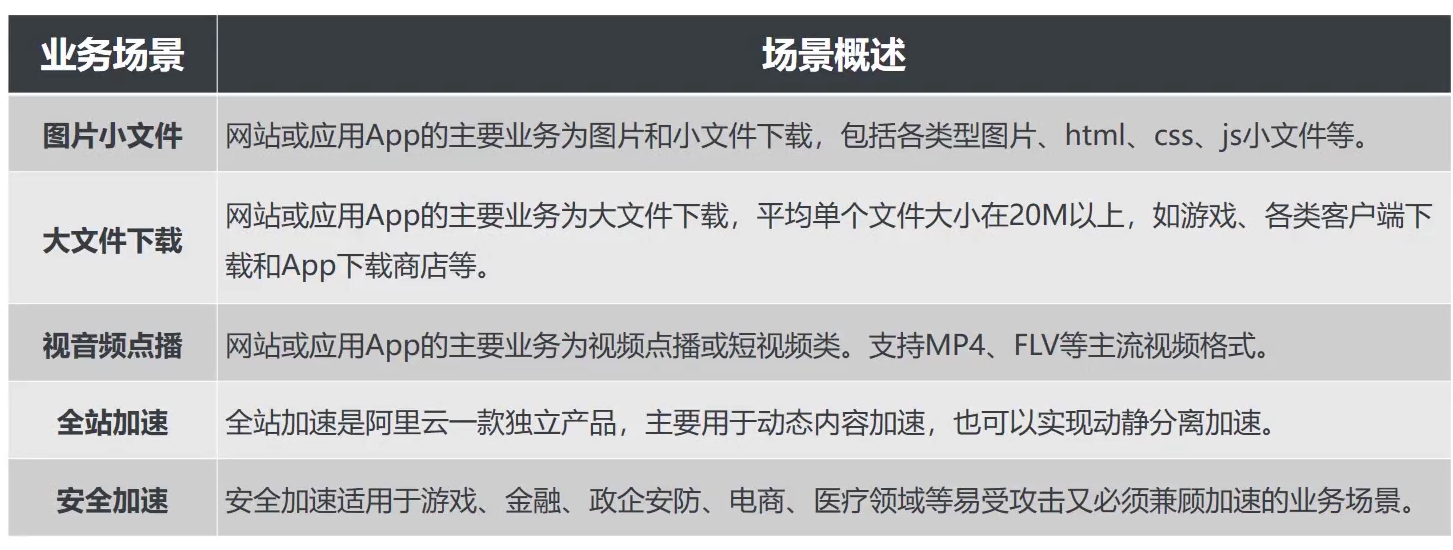 业务场景
场景概述
图片小文件
网站或应用App的主要业务为图片和小文件下载，包括各类型图片、html、css、js小文件等。
大文件下载
网站或应用App的主要业务为大文件下载，平均单个文件大小在20M以上，如游戏、各类客户端下
载和App下载商店等。
视音频点播
网站或应用App的主要业务为视频点播或短视频类。支持MP4、FLV等主流视频格式。
全站加速
全站加速是阿里云一款独立产品，主要用于动态内容加速，也可以实现动静分离加速。
安全加速
安全加速适用于游戏、金融、政企安防、电商、医疗领域等易受攻击又必须兼顾加速的业务场景。